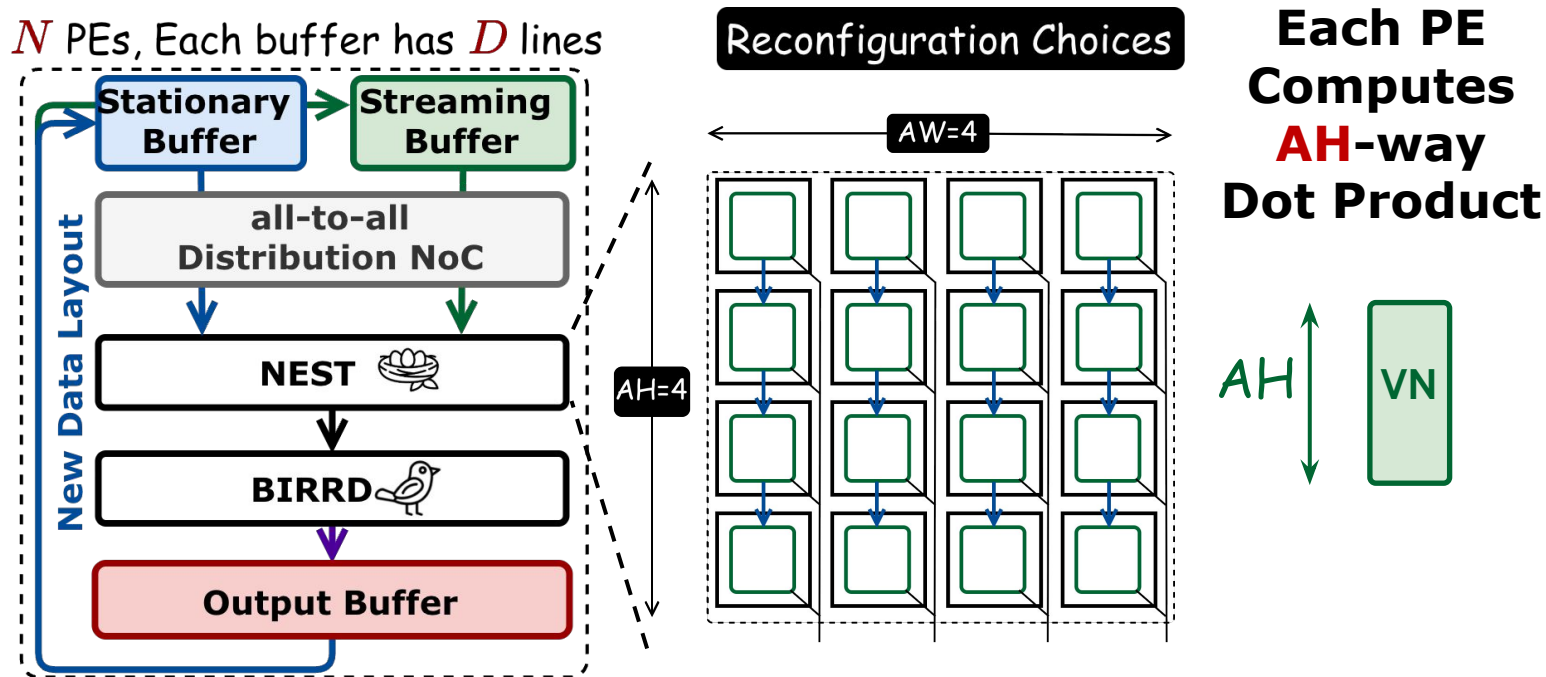 N PEs, Each buffer has D lines
Stationary
Buffer
Streaming
Buffer
all-to-all
Distribution NoC
New Data Layout
NEST
BIRRD
Output Buffer
Reconfiguration Choices
AW=4
AH=4
Each PE
Computes
AH-way
Dot Product
AH
VN